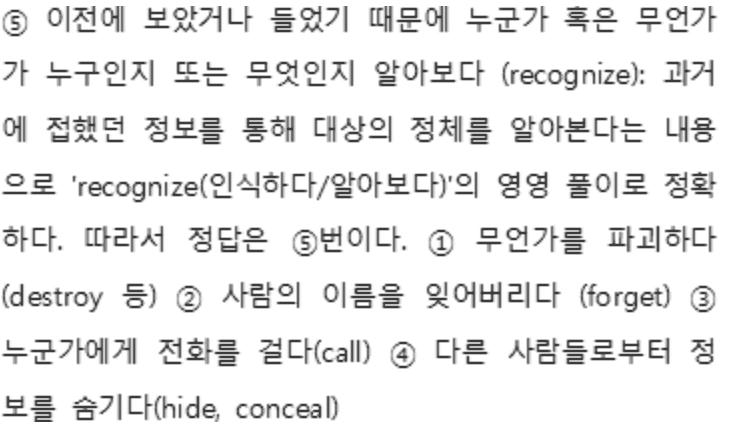 ⑤ 이전에 보았거나 들었기 때문에 누군가 혹은 무언가
가 누구인지 또는 무엇인지 알아보다 (recognize): 과거
에 접했던 정보를 통해 대상의 정체를 알아본다는 내용
으로 'recognize(인식하다/알아보다)'의 영영 풀이로 정확
하다. 따라서 정답은 ⑤번이다. ① 무언가를 파괴하다
(destroy 등) ② 사람의 이름을 잊어버리다 (forget) ③
누군가에게 전화를 걸다(call) ④ 다른 사람들로부터 정
보를 숨기다(hide, conceal)